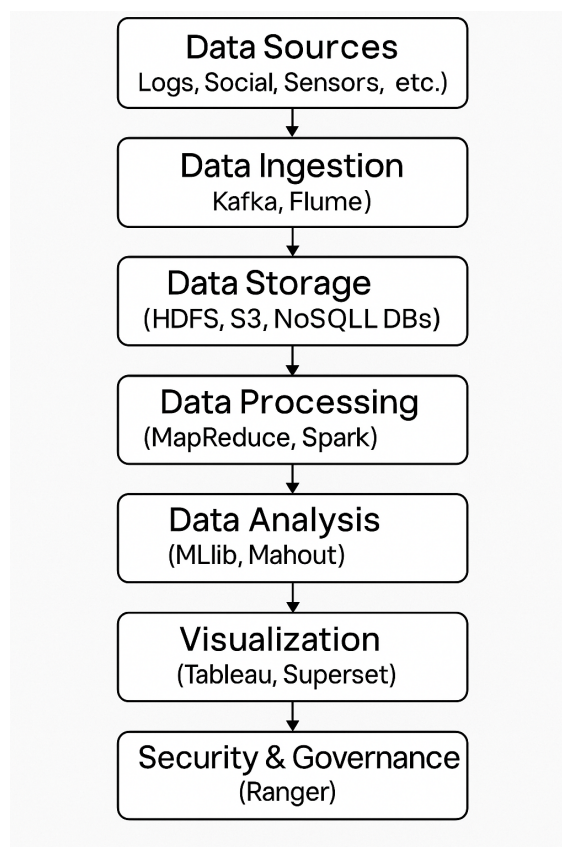 Data Sources
Logs, Social, Sensors, etc.)
Data Ingestion
Kafka, Flume)
Data Storage
(HDFS, S3, NoSQLL DBs)
Data Processing
(MapReduce, Spark)
Data Analysis
(MLlib, Mahout)
Visualization
(Tableau, Superset)
Security & Governance
(Ranger)